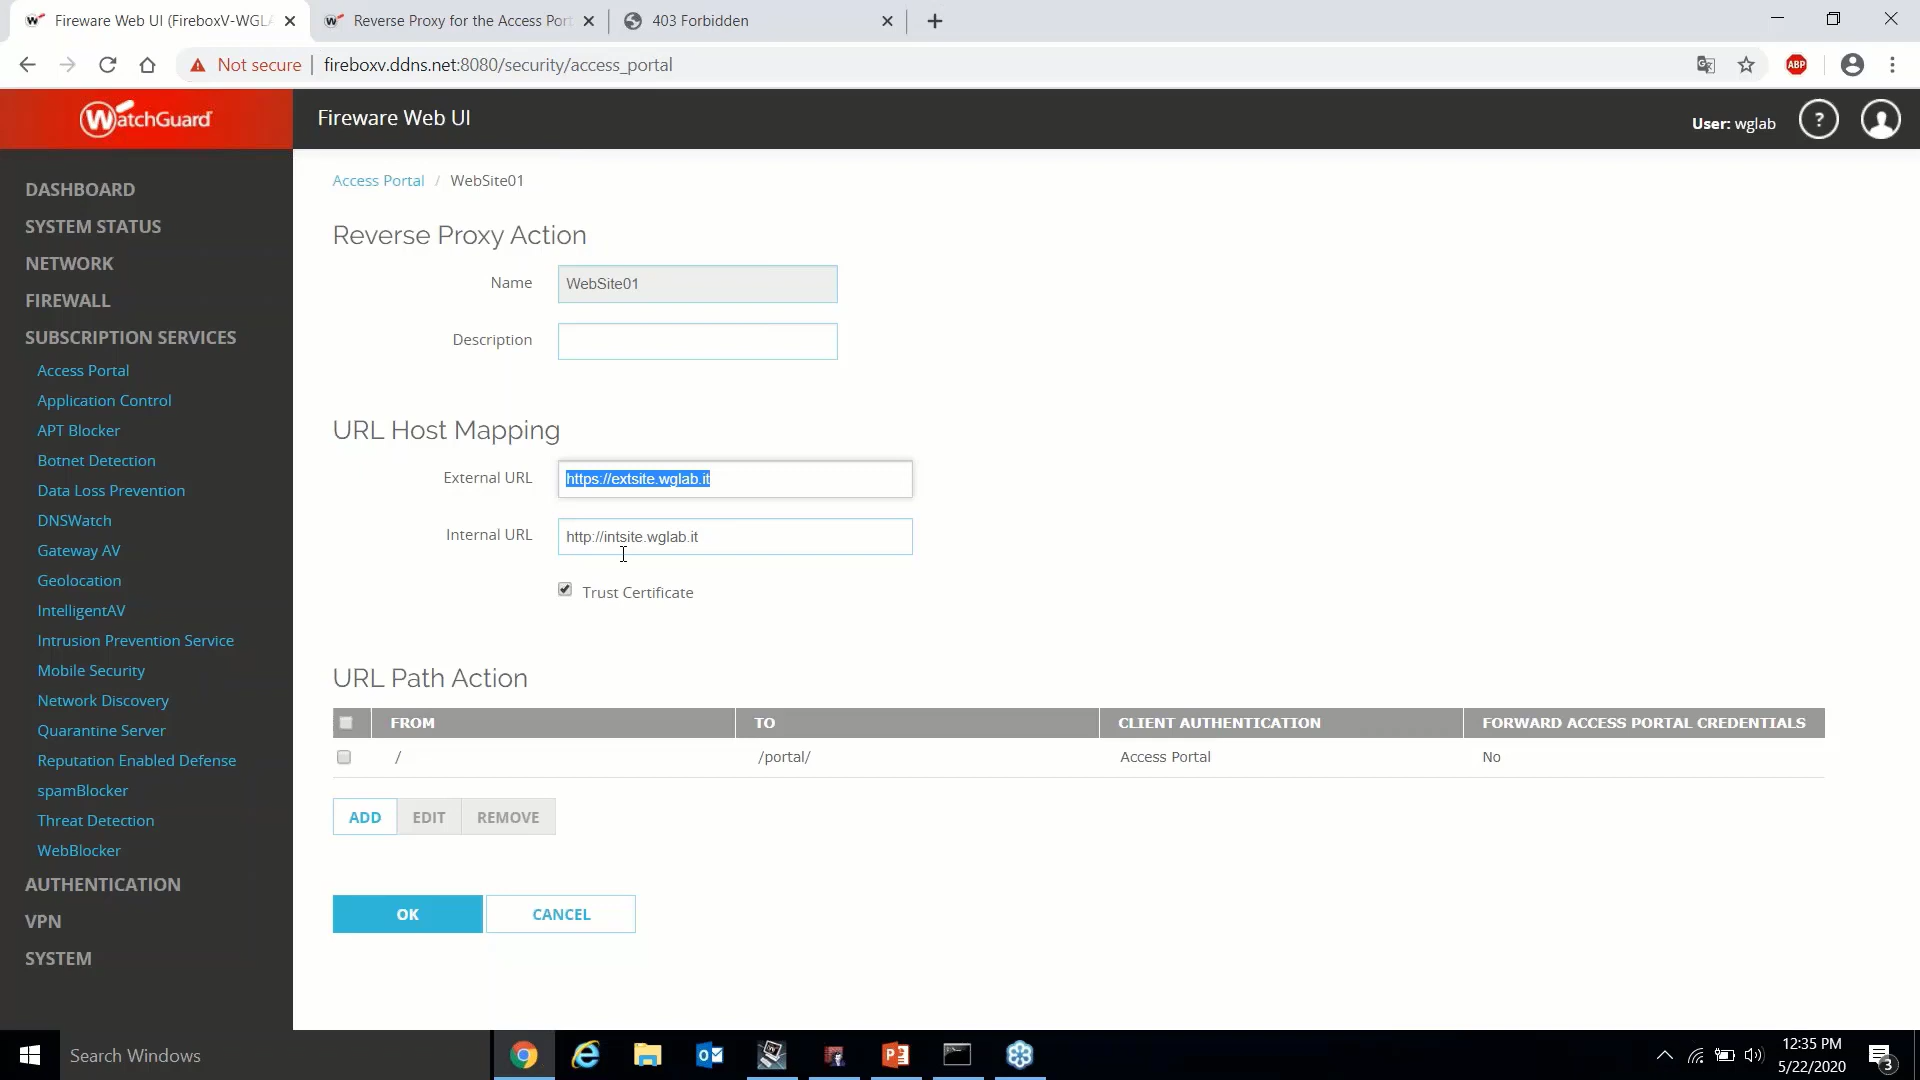 Fireware Web UI (FireboxV-WGLA
Reverse Proxy for the Access Port
403 Forbidden
Not secure
fireboxv.ddns.net:8080/security/access_portal
ABP
WatchGuard
Fireware Web UI
User: wglab
?
DASHBOARD
SYSTEM STATUS
NETWORK
FIREWALL
SUBSCRIPTION SERVICES
Access Portal
Application Control
APT Blocker
Botnet Detection
Data Loss Prevention
DNSWatch
Gateway AV
Geolocation
IntelligentAV
Intrusion Prevention Service
Mobile Security
Network Discovery
Quarantine Server
Reputation Enabled Defense
spamBlocker
Threat Detection
WebBlocker
AUTHENTICATION
VPN
SYSTEM
Access Portal / WebSite01
Reverse Proxy Action
Name WebSite01
Description
URL Host Mapping
External URL https://extsite.wglab.it
Internal URL http://intsite.wglab.it
Trust Certificate
URL Path Action
FROM TO CLIENT AUTHENTICATION FORWARD ACCESS PORTAL CREDENTIALS
/ /portal/ Access Portal No
ADD EDIT REMOVE
OK CANCEL
Search Windows
12:35 PM
5/22/2020
3